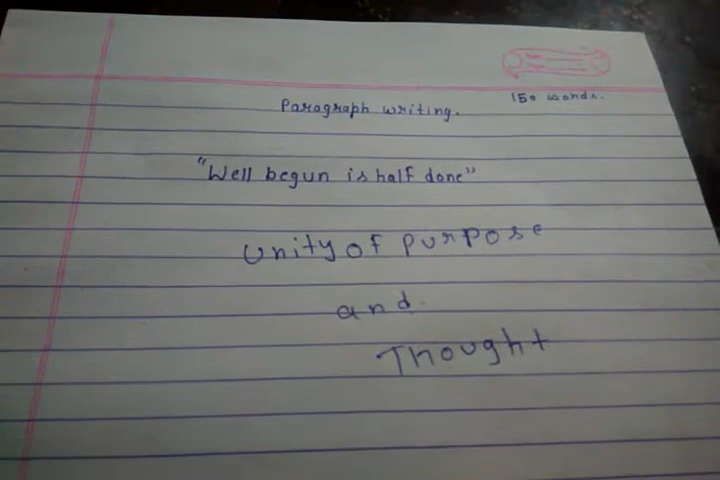 150 words.
Paragraph writing.
"Well begun is half done"
Unity of Purpose
and.
Thought